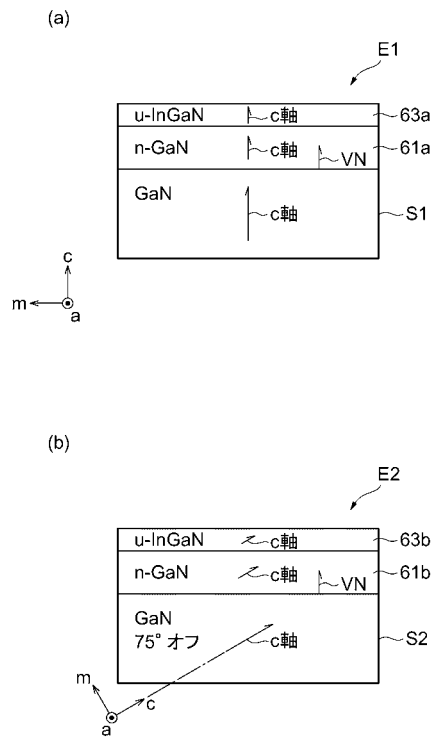 (a)
E1
u-InGaN c軸 63a
n-GaN c軸 VN 61a
GaN
c軸 S1
c
m
a
(b)
E2
u-InGaN c軸 63b
n-GaN c軸 VN 61b
GaN
75° オフ c軸 S2
m
c
a